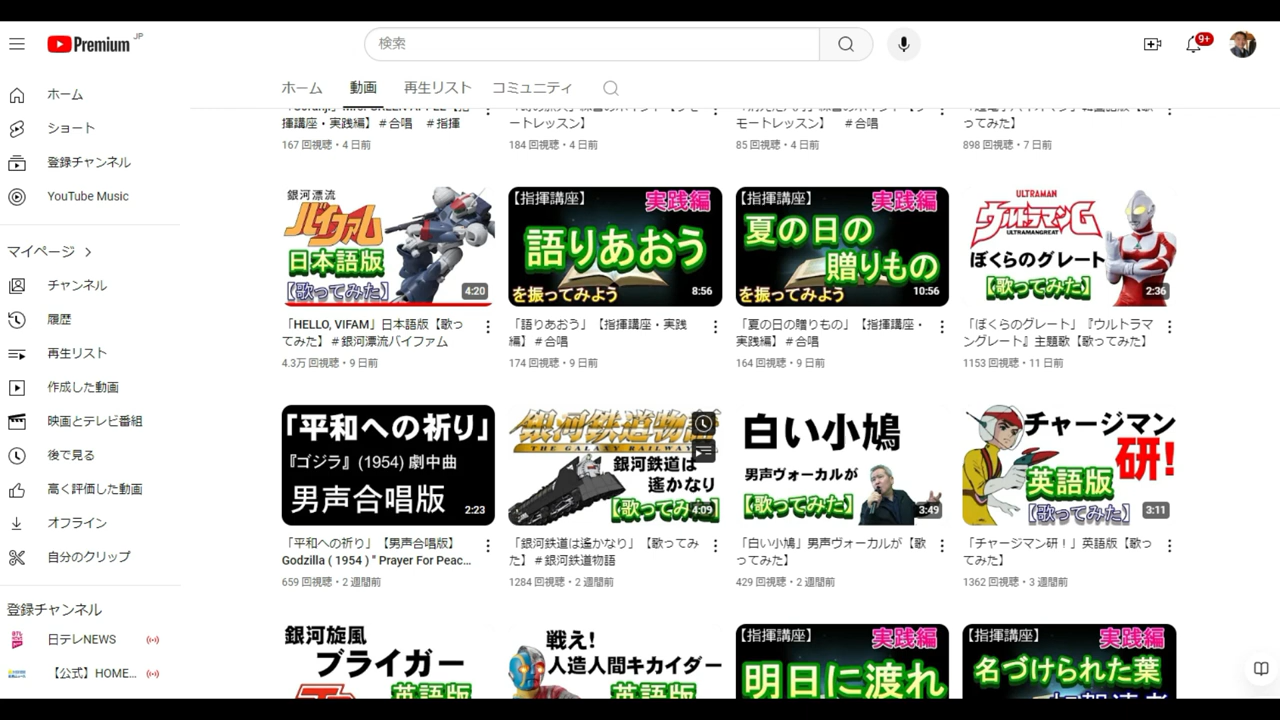 Premium JP
検索
9+
ホーム
動画
再生リスト
コミュニティ
ホーム
ショート
登録チャンネル
YouTube Music
マイページ
チャンネル
履歴
再生リスト
作成した動画
映画とテレビ番組
後で見る
高く評価した動画
オフライン
自分のクリップ
登録チャンネル
日テレNEWS
【公式】HOME...
揮講座・実践編】＃合唱 ＃指揮
167 回視聴・4 日前
ートレッスン】
184 回視聴・4 日前
モートレッスン】 ＃合唱
85 回視聴・4 日前
ってみた】
898 回視聴・7 日前
銀河漂流
バイファム
日本語版
【歌ってみた】
4:20
「HELLO, VIFAM」日本語版【歌っ
てみた】＃銀河漂流バイファム
4.3万 回視聴・9 日前
【指揮講座】
実践編
語りあおう
を振ってみよう
8:56
「語りあおう」【指揮講座・実践
編】＃合唱
174 回視聴・9 日前
【指揮講座】
実践編
夏の日の
贈りもの
を振ってみよう
10:56
「夏の日の贈りもの」【指揮講座・
実践編】＃合唱
164 回視聴・9 日前
ULTRAMAN
ウルトラマンG
ULTRAMANGREAT
ぼくらのグレート
【歌ってみた】
2:36
「ぼくらのグレート」『ウルトラマ
ングレート』主題歌【歌ってみた】
1153 回視聴・11 日前
「平和への祈り」
『ゴジラ』(1954) 劇中曲
男声合唱版
2:23
「平和への祈り」【男声合唱版】
Godzilla ( 1954 ) " Prayer For Peac...
659 回視聴・2 週間前
銀河鉄道物語
THE GALAXY RAILWAY
銀河鉄道は
遙かなり
【歌ってみた】
4:09
「銀河鉄道は遙かなり」【歌ってみ
た】＃銀河鉄道物語
1284 回視聴・2 週間前
白い小鳩
男声ヴォーカルが
【歌ってみた】
3:49
「白い小鳩」男声ヴォーカルが【歌
ってみた】
429 回視聴・2 週間前
チャージマン
研!
英語版
【歌ってみた】
3:11
「チャージマン研！」英語版【歌っ
てみた】
1362 回視聴・3 週間前
銀河旋風
ブライガー
英語版
戦え!
人造人間キカイダー
英語版
【指揮講座】
実践編
明日に渡れ
【指揮講座】
実践編
名づけられた葉